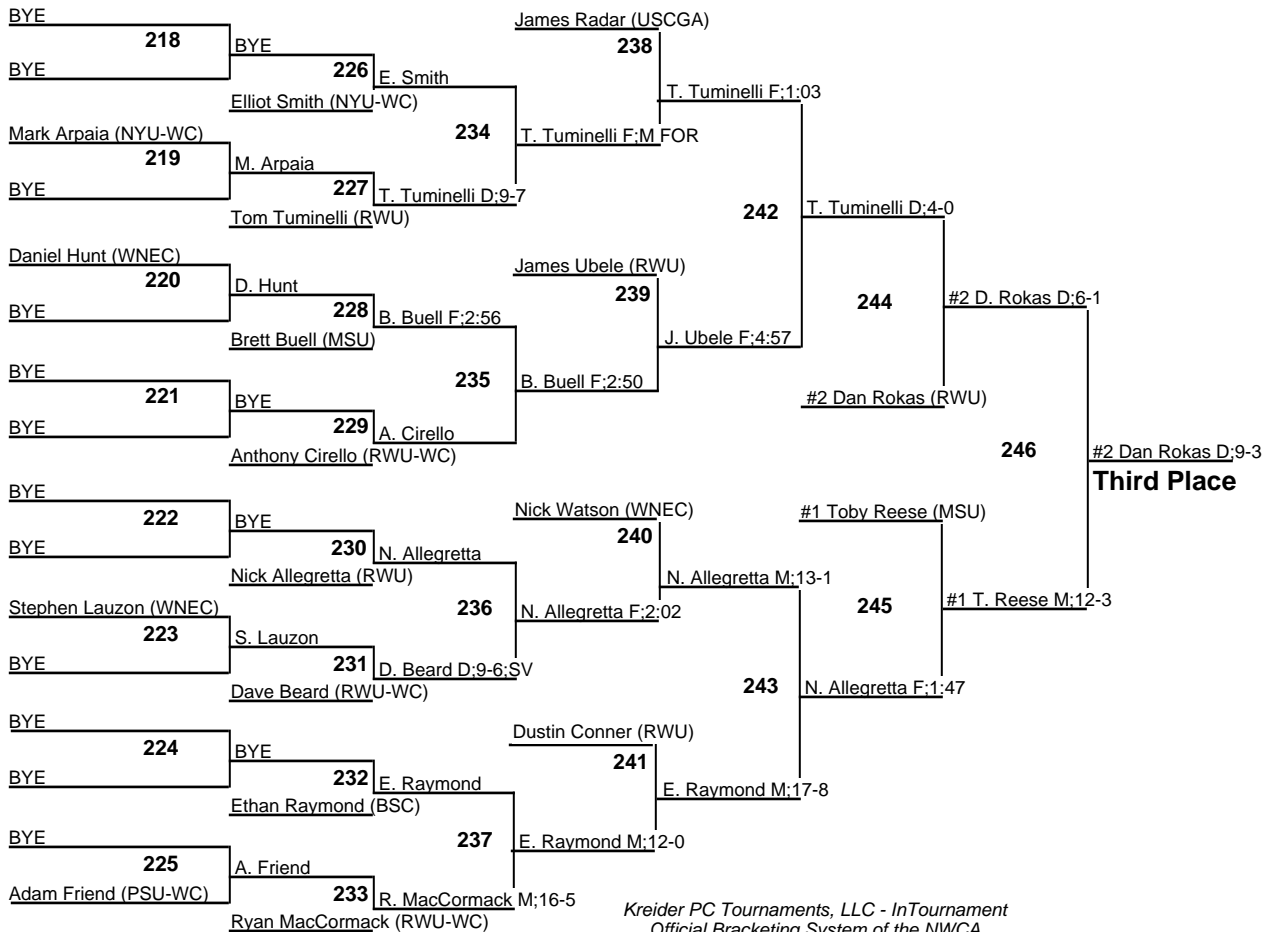 BYE
218
BYE
BYE
226
E. Smith
Elliot Smith (NYU-WC)
Mark Arpaia (NYU-WC)
219
BYE
M. Arpaia
227
T. Tuminelli D;9-7
Tom Tuminelli (RWU)
234
T. Tuminelli F;M FOR
James Radar (USCGA)
238
T. Tuminelli F;1:03
Daniel Hunt (WNEC)
220
BYE
D. Hunt
228
B. Buell F;2:56
Brett Buell (MSU)
BYE
221
BYE
BYE
229
A. Cirello
Anthony Cirello (RWU-WC)
235
B. Buell F;2:50
James Ubele (RWU)
239
J. Ubele F;4:57
242
T. Tuminelli D;4-0
244
#2 Dan Rokas (RWU)
#2 D. Rokas D;6-1
BYE
222
BYE
BYE
230
N. Allegretta
Nick Allegretta (RWU)
Stephen Lauzon (WNEC)
223
BYE
S. Lauzon
231
D. Beard D;9-6;SV
Dave Beard (RWU-WC)
236
N. Allegretta F;2:02
Nick Watson (WNEC)
240
N. Allegretta M;13-1
BYE
224
BYE
BYE
232
E. Raymond
Ethan Raymond (BSC)
BYE
225
Adam Friend (PSU-WC)
A. Friend
233
R. MacCormack M;16-5
Ryan MacCormack (RWU-WC)
237
E. Raymond M;12-0
Dustin Conner (RWU)
241
E. Raymond M;17-8
243
N. Allegretta F;1:47
#1 Toby Reese (MSU)
245
#1 T. Reese M;12-3
246
#2 Dan Rokas D;9-3
Third Place
Kreider PC Tournaments, LLC - InTournament
Official Bracketing System of the NWCA